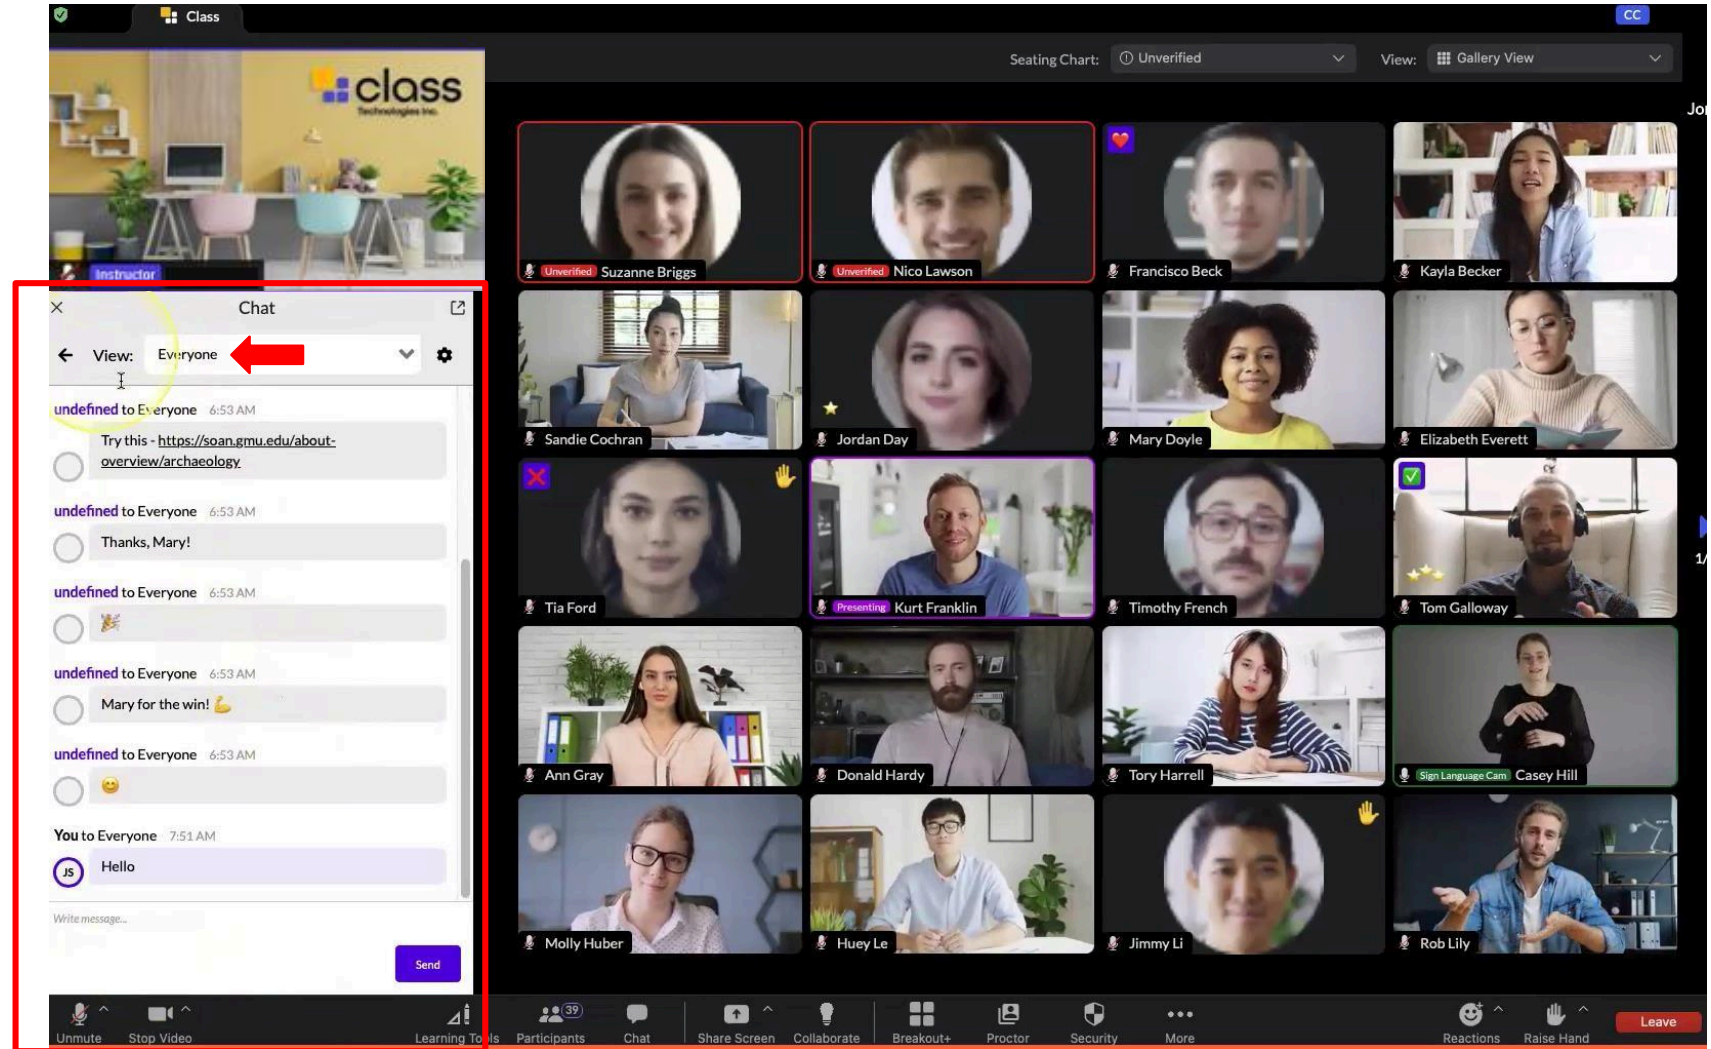 Class
CC
Seating Chart: Unverified View: Gallery View
class
Technologies Inc.
Instructor
Chat
View: Everyone
undefined to Everyone 6:53 AM
Try this - https://soan.gmu.edu/about-
overview/archaeology
undefined to Everyone 6:53 AM
Thanks, Mary!
undefined to Everyone 6:53 AM
🎉
undefined to Everyone 6:53 AM
Mary for the win! 💪
undefined to Everyone 6:53 AM
😊
You to Everyone 7:51 AM
JS Hello
Write message...
Send
Jor
Unverified Suzanne Briggs
Unverified Nico Lawson
Francisco Beck
Kayla Becker
Sandie Cochran
Jordan Day
Mary Doyle
Elizabeth Everett
Tia Ford
Presenting Kurt Franklin
Timothy French
Tom Galloway
1/
Ann Gray
Donald Hardy
Tory Harrell
Sign Language Cam Casey Hill
Molly Huber
Huey Le
Jimmy Li
Rob Lily
39
Unmute Stop Video Learning Tools Participants Chat Share Screen Collaborate Breakout+ Proctor Security More Reactions Raise Hand Leave